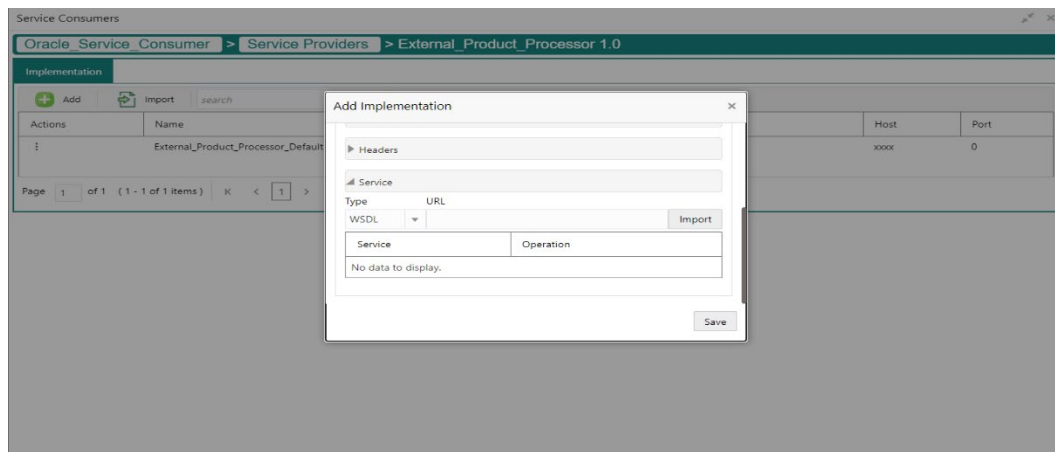 Service Consumers
Oracle_Service_Consumer > Service Providers > External_Product_Processor 1.0
Implementation
Add Import search
Actions Name Host Port
External_Product_Processor_Default xxxx 0
Page 1 of 1 (1 - 1 of 1 items) K < 1 >
Add Implementation ×
Headers
Service
Type URL
WSDL Import
Service Operation
No data to display.
Save